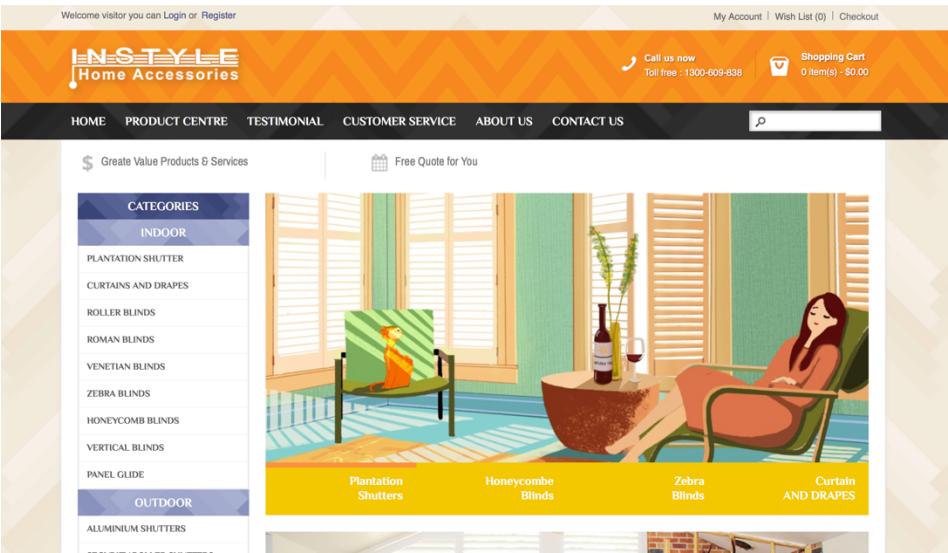 Welcome visitor you can Login or Register
My Account | Wish List (0) | Checkout
INSTYLE
Home Accessories
Call us now
Toll free : 1300-609-838
Shopping Cart
0 item(s) - $0.00
HOME PRODUCT CENTRE TESTIMONIAL CUSTOMER SERVICE ABOUT US CONTACT US
$ Greate Value Products & Services
Free Quote for You
CATEGORIES
INDOOR
PLANTATION SHUTTER
CURTAINS AND DRAPES
ROLLER BLINDS
ROMAN BLINDS
VENETIAN BLINDS
ZEBRA BLINDS
HONEYCOMB BLINDS
VERTICAL BLINDS
PANEL GLIDE
OUTDOOR
ALUMINIUM SHUTTERS
Plantation
Shutters
Honeycombe
Blinds
Zebra
Blinds
Curtain
AND DRAPES